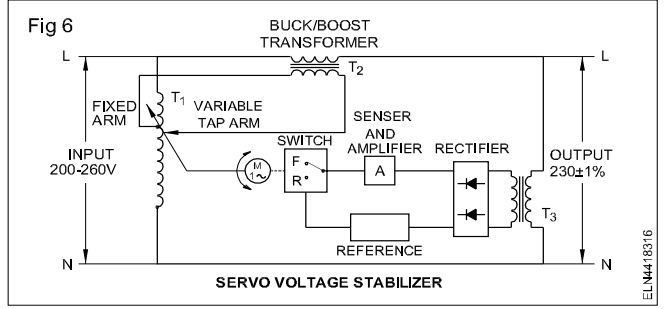 Fig 6
BUCK/BOOST
TRANSFORMER
L
L
T2
T1
FIXED
ARM
VARIABLE
TAP ARM
SENSER
AND
AMPLIFIER
SWITCH
RECTIFIER
INPUT
200-260V
M
1~
F
R
A
OUTPUT
230±1%
T3
REFERENCE
N
N
SERVO VOLTAGE STABILIZER
ELN4418316